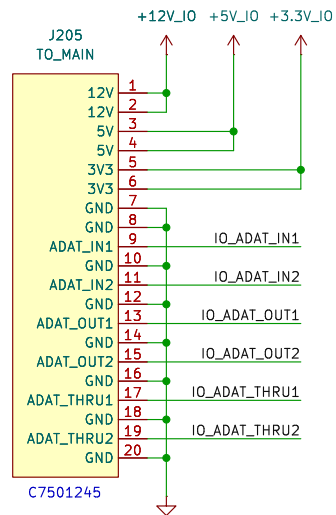 +12V_IO +5V_IO +3.3V_IO
J205
TO_MAIN
12V 1
12V 2
5V 3
5V 4
3V3 5
3V3 6
GND 7
GND 8
ADAT_IN1 9 IO_ADAT_IN1
GND 10
ADAT_IN2 11 IO_ADAT_IN2
GND 12
ADAT_OUT1 13 IO_ADAT_OUT1
GND 14
ADAT_OUT2 15 IO_ADAT_OUT2
GND 16
ADAT_THRU1 17 IO_ADAT_THRU1
GND 18
ADAT_THRU2 19 IO_ADAT_THRU2
GND 20
C7501245